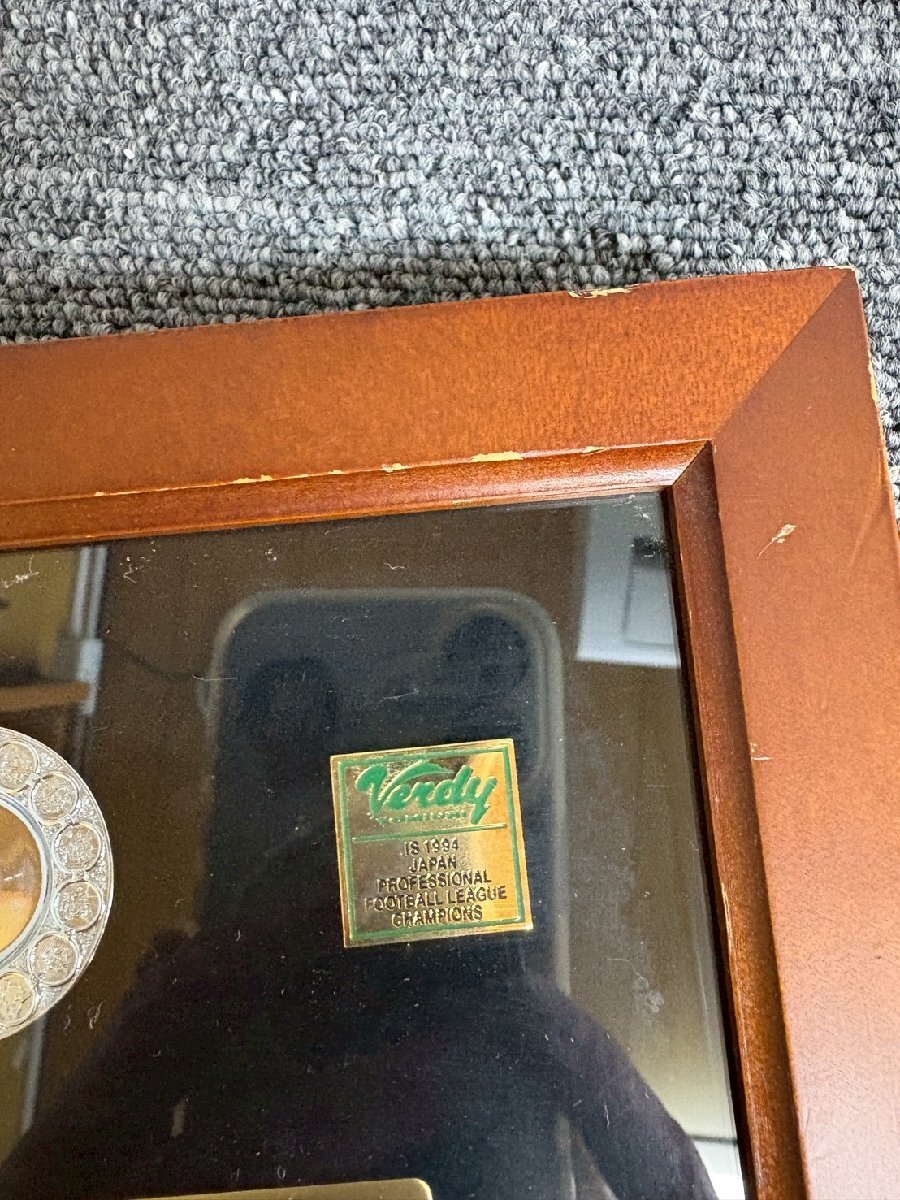 Verdy
IS 1994
JAPAN
PROFESSIONAL
FOOTBALL LEAGUE
CHAMPIONS